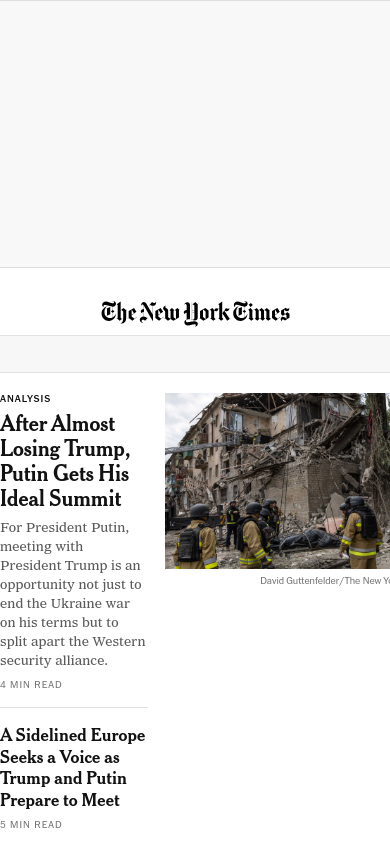 The New York Times
ANALYSIS
After Almost
Losing Trump,
Putin Gets His
Ideal Summit
For President Putin,
meeting with
President Trump is an
opportunity not just to
end the Ukraine war
on his terms but to
split apart the Western
security alliance.
4 MIN READ
David Guttenfelder/The New Yo
A Sidelined Europe
Seeks a Voice as
Trump and Putin
Prepare to Meet
5 MIN READ